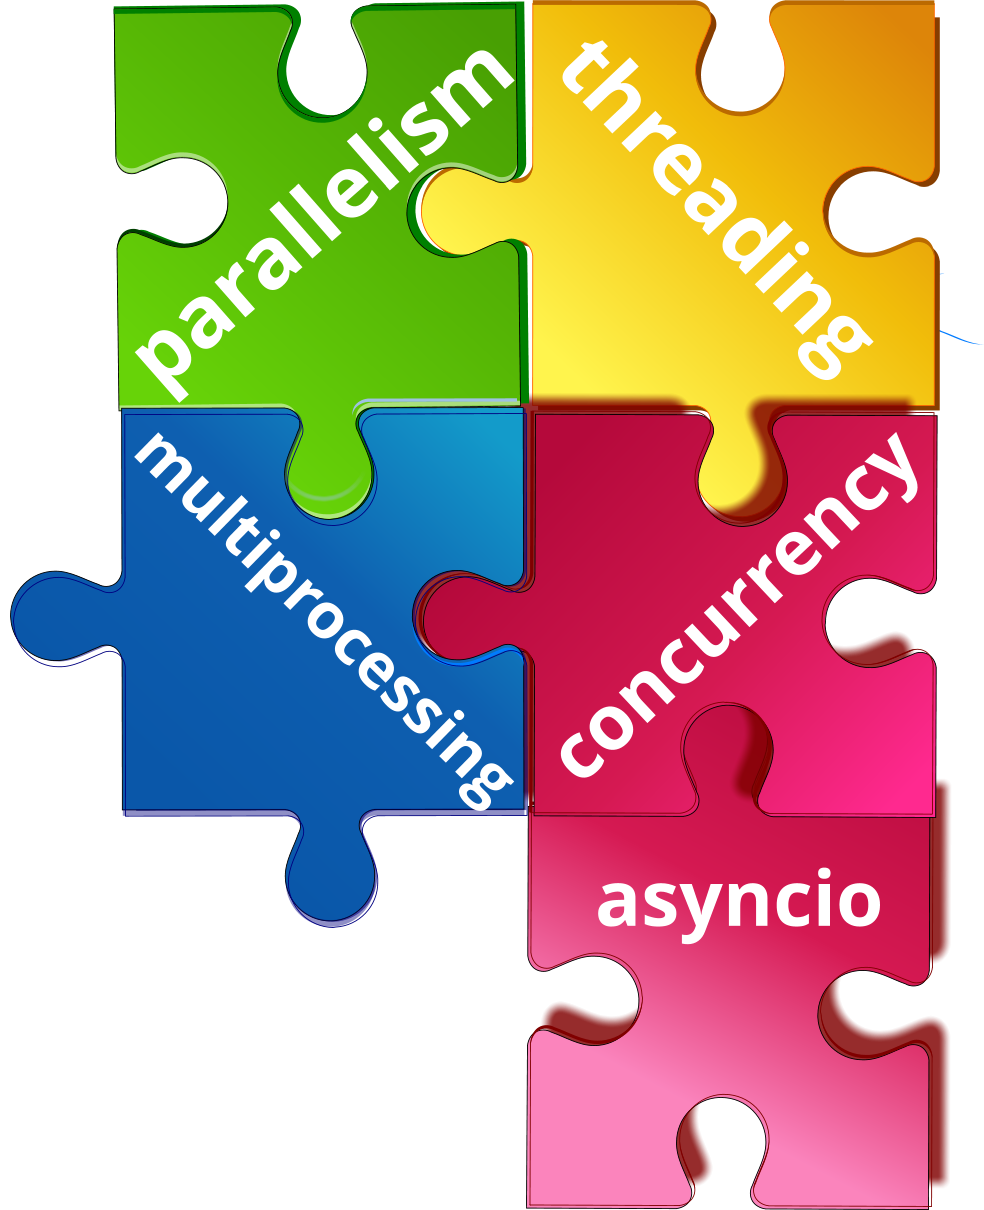 parallelism
threading
multiprocessing
concurrency
asyncio